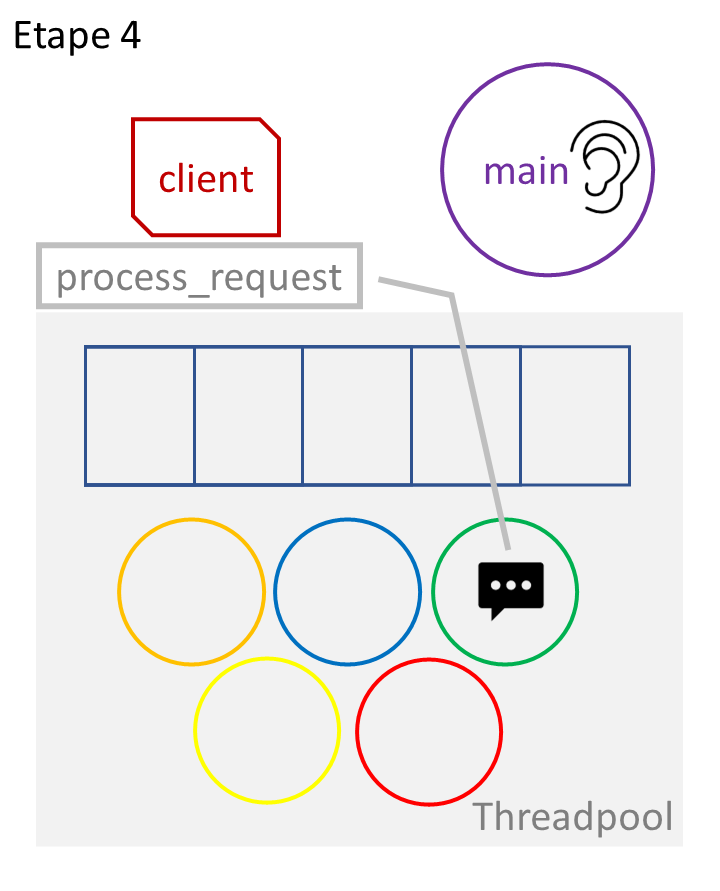 Etape 4
client
main
process_request
Threadpool